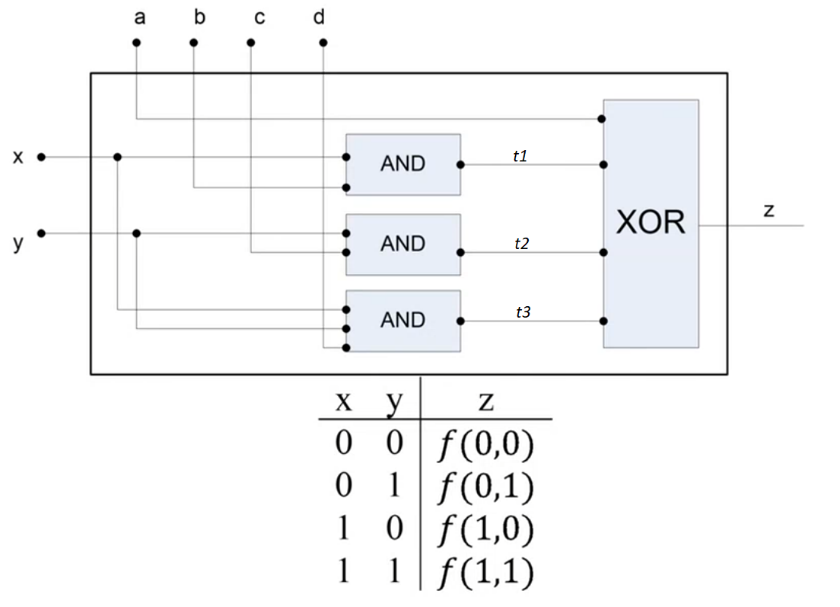 a b c d
x
AND
t1
XOR
z
y
AND
t2
AND
t3
x y z
0 0 f(0,0)
0 1 f(0,1)
1 0 f(1,0)
1 1 f(1,1)